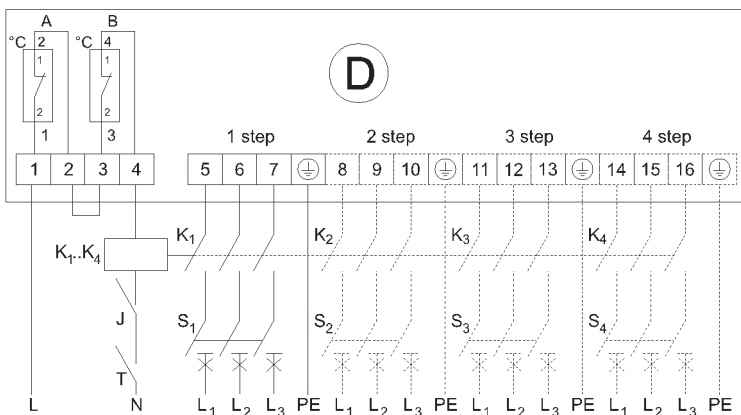 A B
°C 2 °C 4
1 1
D
2 2
1 3
1 step 2 step 3 step 4 step
1 2 3 4 5 6 7 8 9 10 11 12 13 14 15 16
K₁ K₂ K₃ K₄
K₁..K₄
J S₁ S₂ S₃ S₄
T
L N L₁ L₂ L₃ PE L₁ L₂ L₃ PE L₁ L₂ L₃ PE L₁ L₂ L₃ PE